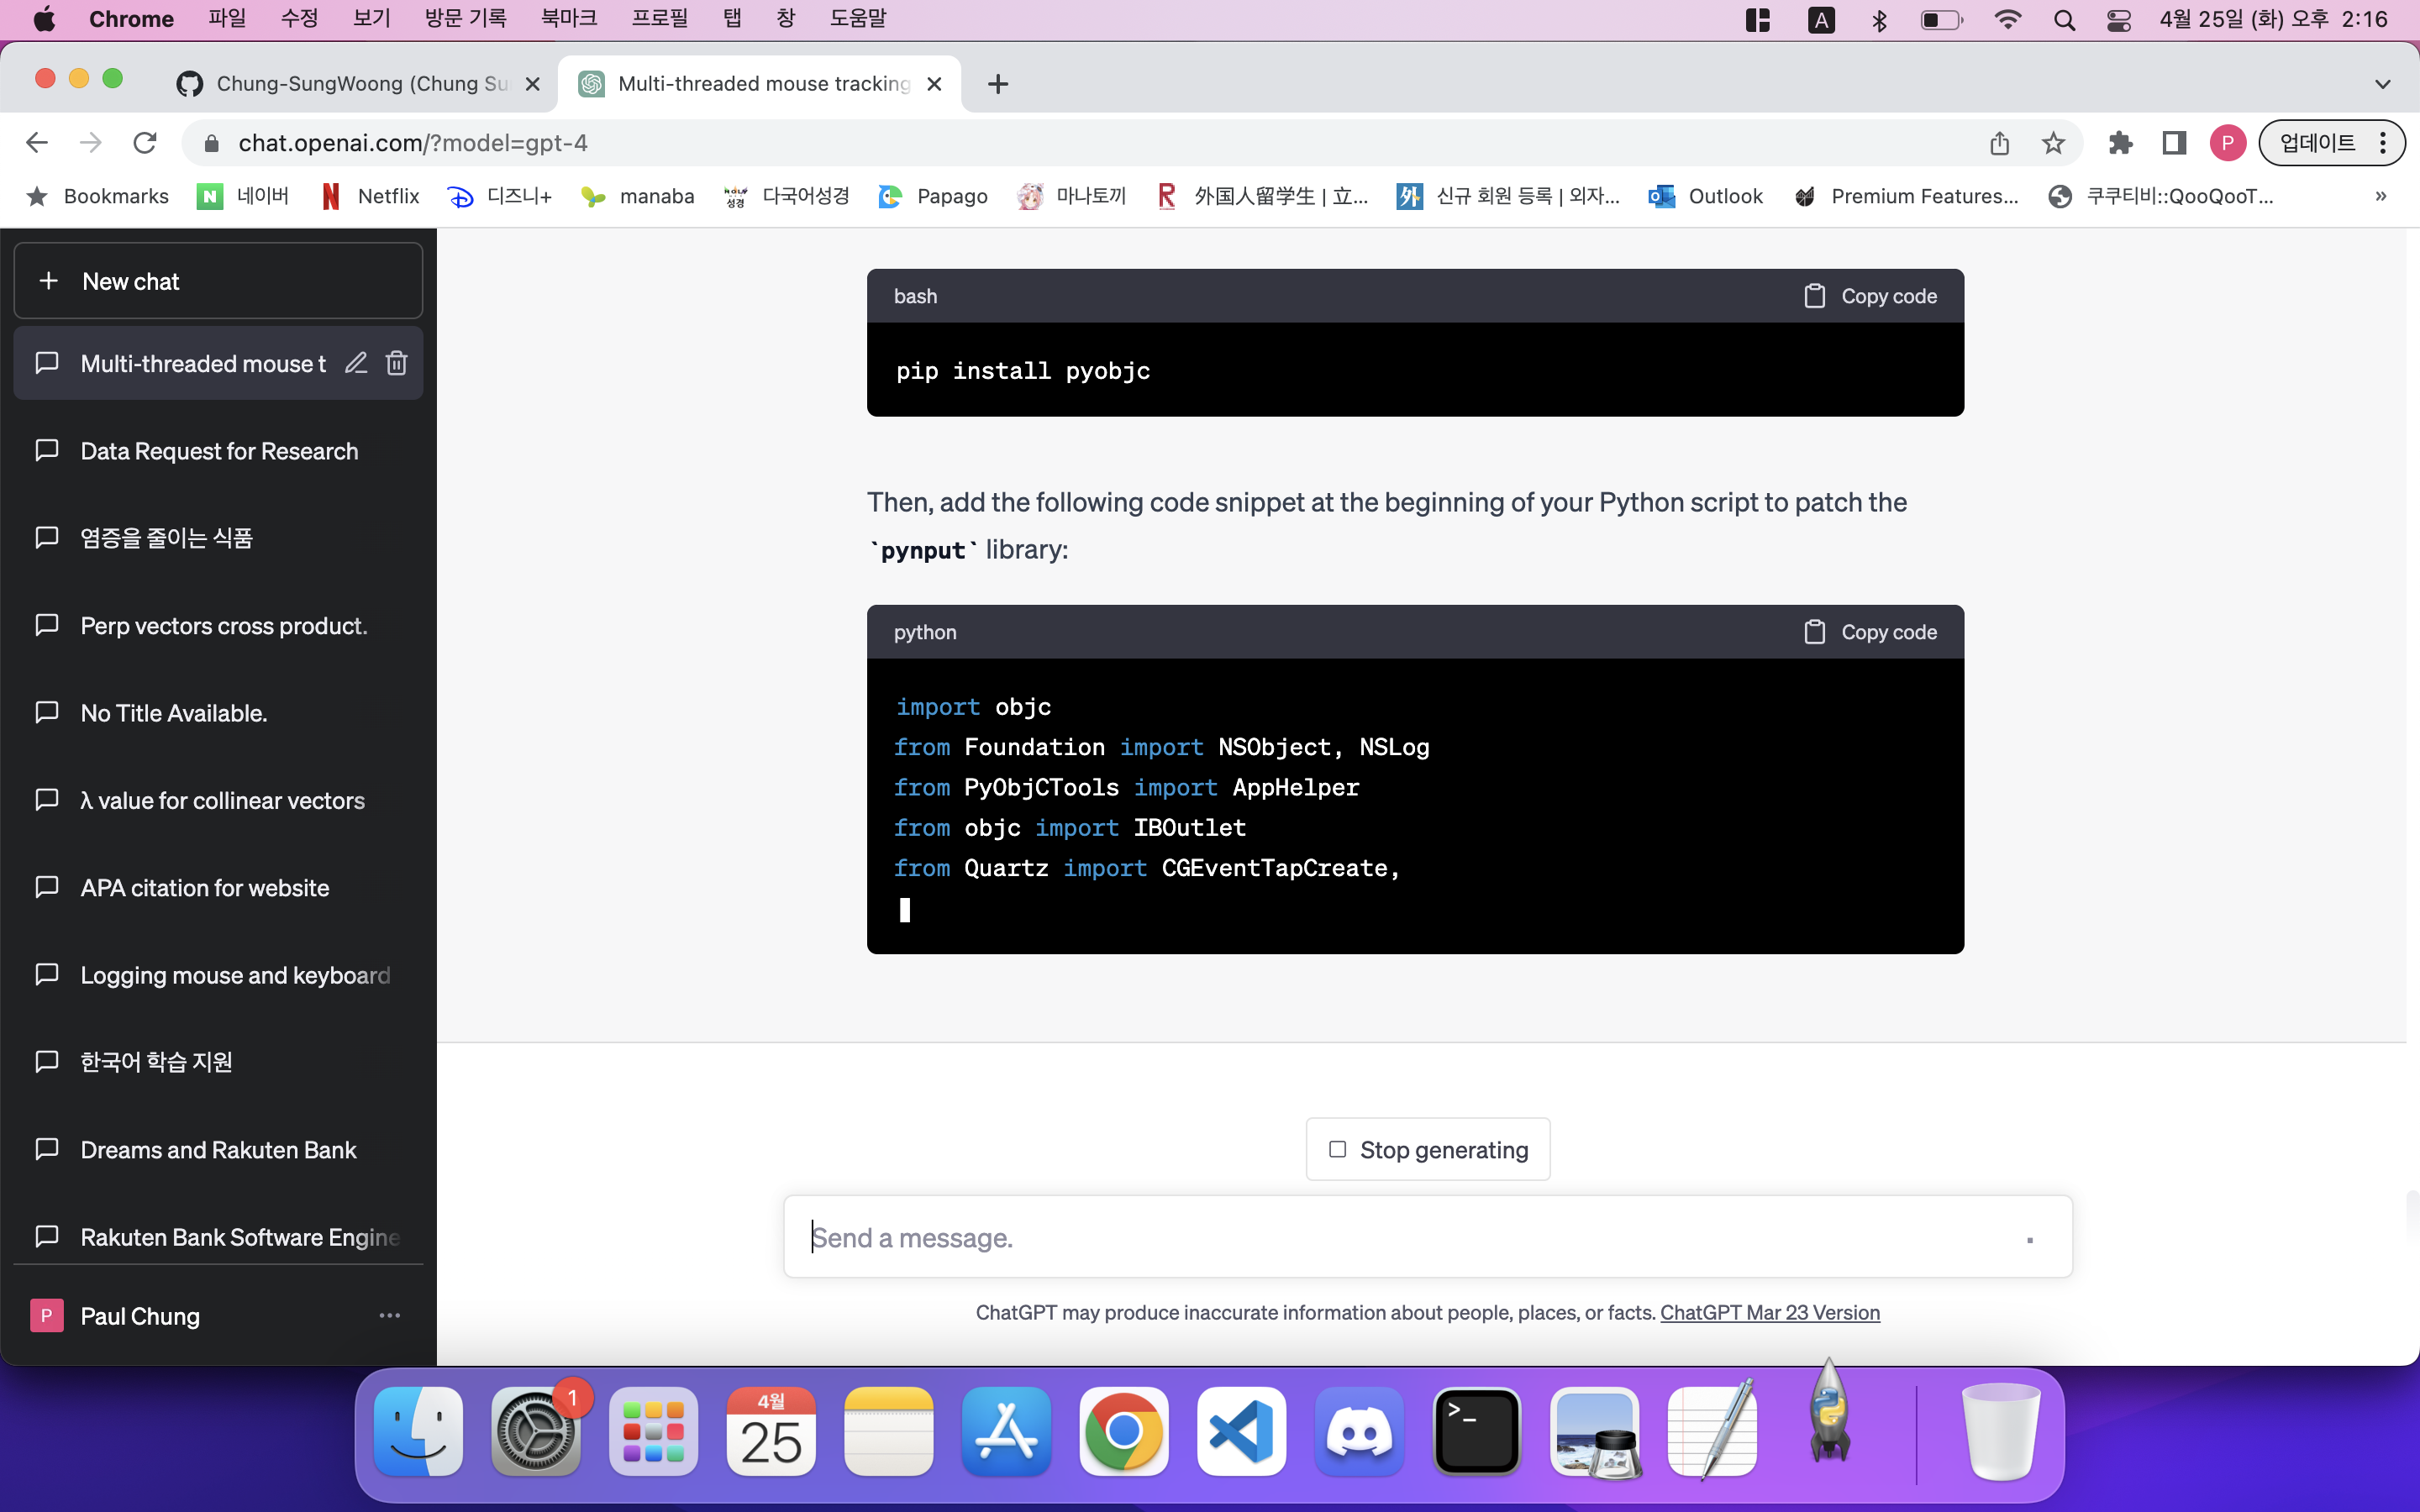 Chrome 파일 수정 보기 방문 기록 북마크 프로필 탭 창 도움말 A 4월 25일 (화) 오후 2:16
Chung-SungWoong (Chung Su
Multi-threaded mouse tracking
chat.openai.com/?model=gpt-4
P 업데이트
Bookmarks N 네이버 N Netflix 디즈니+ manaba 성경 다국어성경 Papago 마나토끼 R 外国人留学生 | 立... 外 신규 회원 등록 | 외자... Outlook Premium Features... 쿠쿠티비::QooQooT... »
+ New chat
Multi-threaded mouse t
Data Request for Research
염증을 줄이는 식품
Perp vectors cross product.
No Title Available.
λ value for collinear vectors
APA citation for website
Logging mouse and keyboard
한국어 학습 지원
Dreams and Rakuten Bank
Rakuten Bank Software Engine
P Paul Chung ...
bash Copy code
pip install pyobjc
Then, add the following code snippet at the beginning of your Python script to patch the
`pynput` library:
python Copy code
import objc
from Foundation import NSObject, NSLog
from PyObjCTools import AppHelper
from objc import IBOutlet
from Quartz import CGEventTapCreate,
Stop generating
Send a message.
ChatGPT may produce inaccurate information about people, places, or facts. ChatGPT Mar 23 Version
1
4월
25
>_